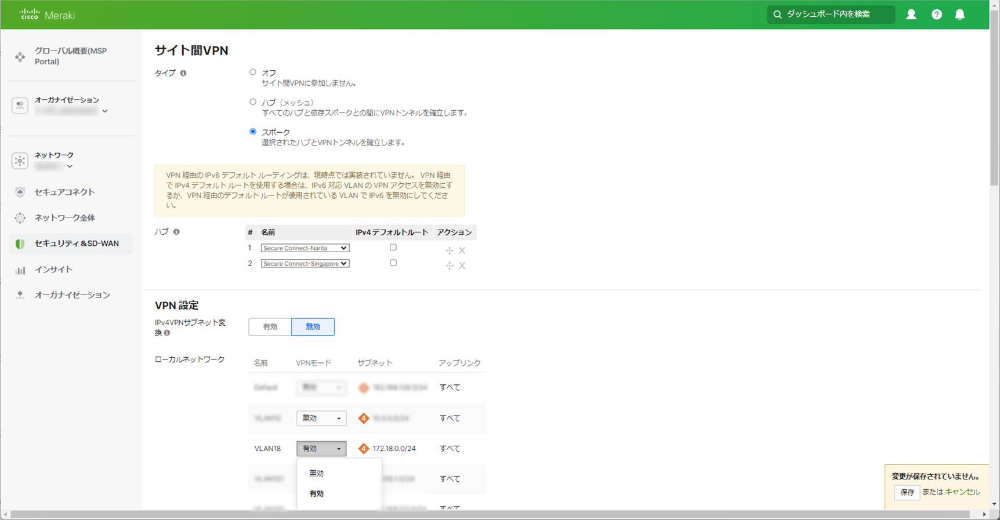 cisco Meraki
ダッシュボード内を検索
グローバル概要(MSP
Portal)
オーガナイゼーション
ネットワーク
セキュアコネクト
ネットワーク全体
セキュリティ&SD-WAN
インサイト
オーガナイゼーション
サイト間VPN
タイプ
オフ
サイト間VPNに参加しません。
ハブ（メッシュ）
すべてのハブと依存スポークとの間にVPNトンネルを確立します。
スポーク
選択されたハブとVPNトンネルを確立します。
VPN 経由の IPv6 デフォルト ルーティングは、現時点では実装されていません。 VPN 経由
で IPv4 デフォルト ルートを使用する場合は、IPv6 対応 VLAN の VPN アクセスを無効にす
るか、VPN 経由のデフォルト ルートが使用されている VLAN で IPv6 を無効にしてくださ
い。
ハブ
# 名前 IPv4 デフォルトルート アクション
1 Secure Connect-Narita
2 Secure Connect-Singapore
VPN 設定
IPv4VPNサブネット変
換
有効 無効
ローカルネットワーク
名前 VPNモード サブネット アップリンク
Default 無効 192.168.128.0/24 すべて
VLAN10 無効 4 10.0.0.0/24 すべて
VLAN18 有効 4 172.18.0.0/24 すべて
無効
VLAN101 すべて
有効
すべて
変更が保存されていません。
保存 または キャンセル